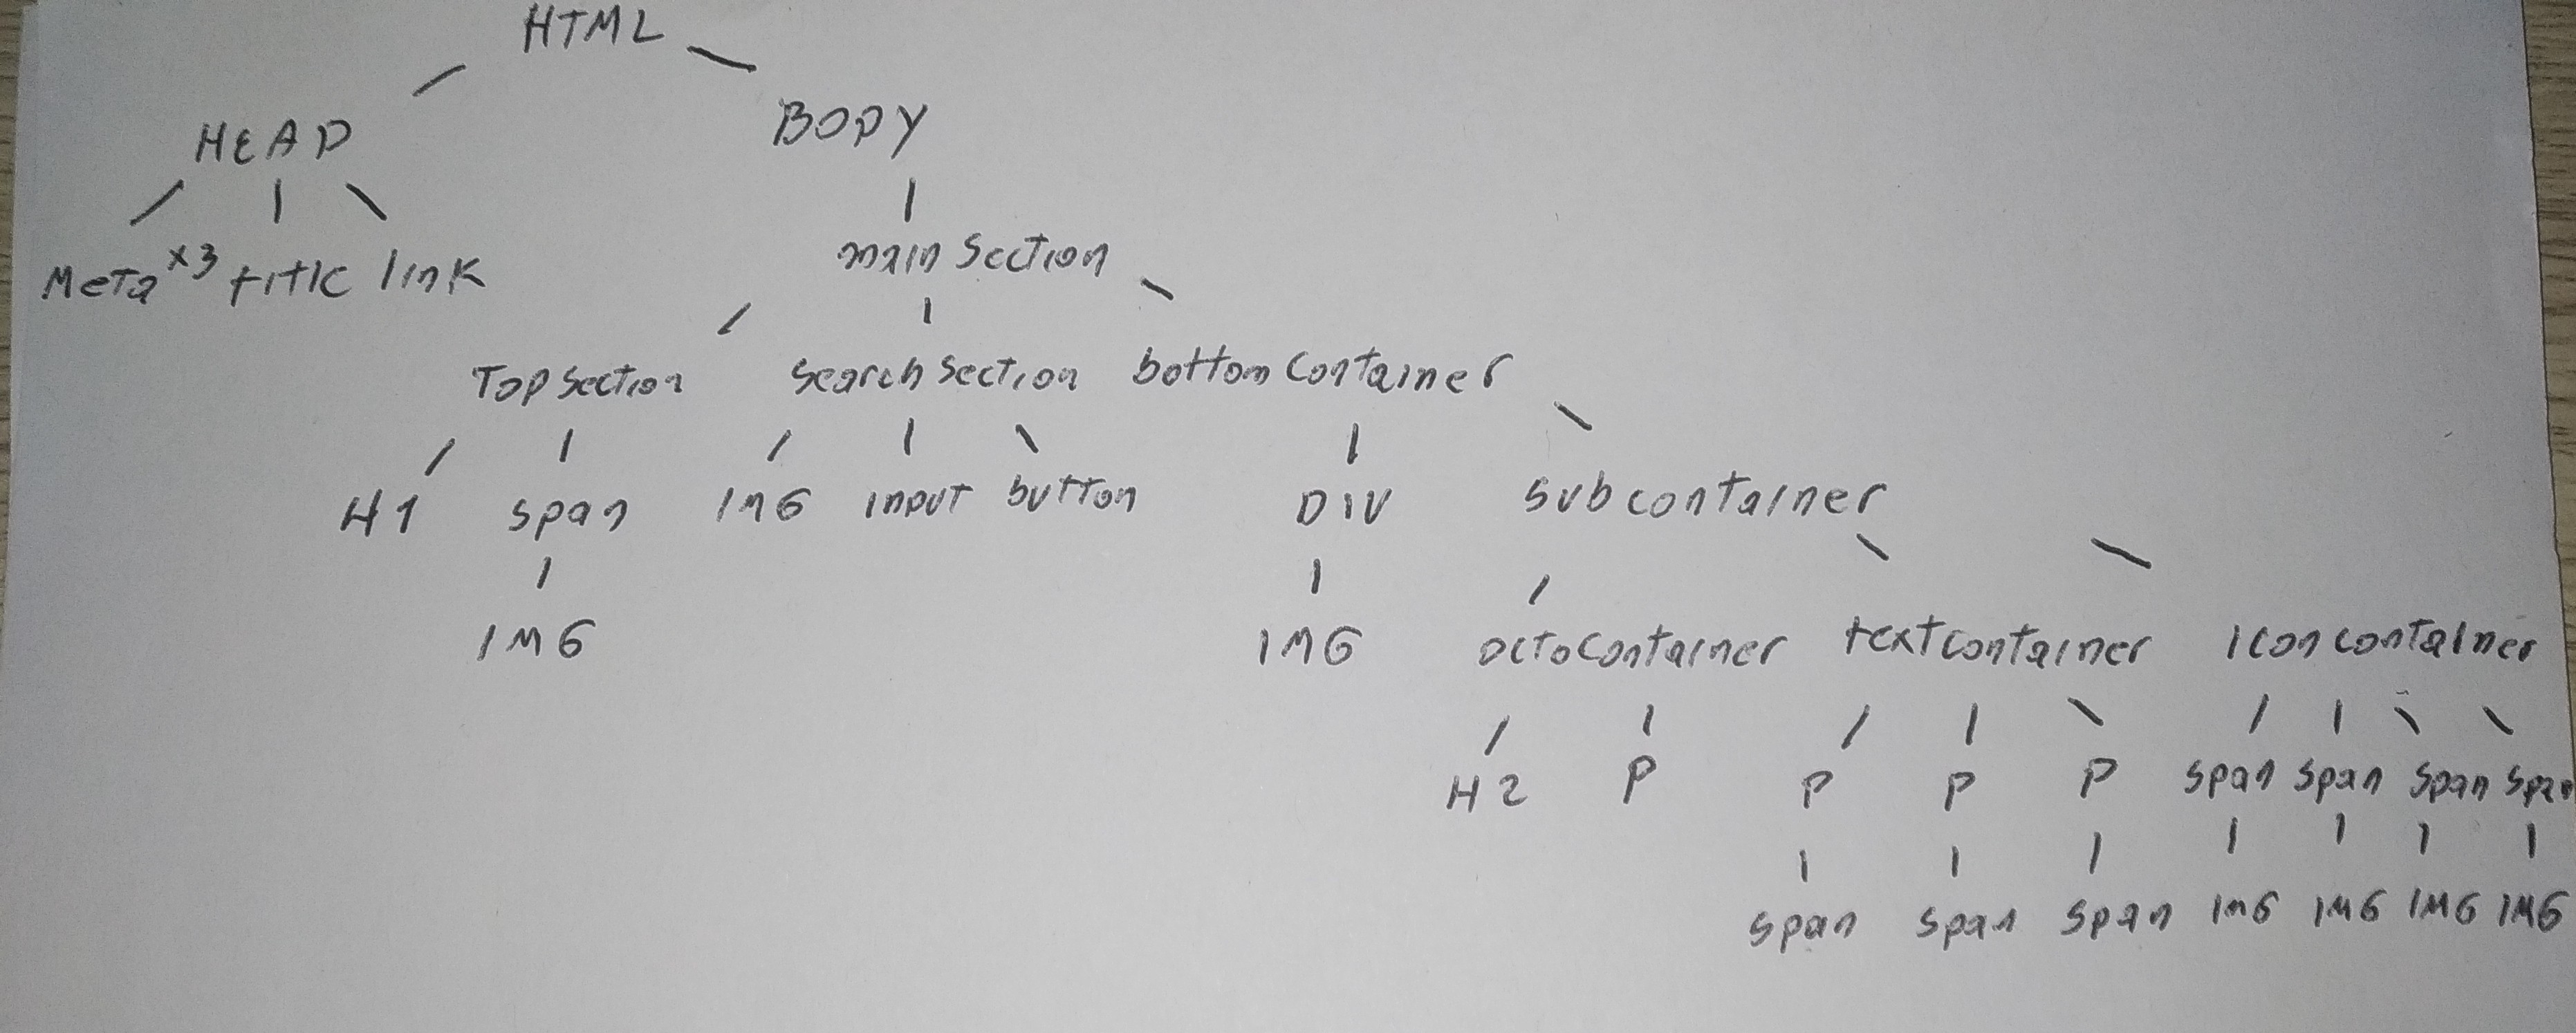 HTML
HEAD BODY
Meta x3 title link main section
Top section search section bottom container
H1 span IMG input button DIV sub container
IMG IMG octocontainer textcontainer icon container
H2 P P P P span span span span
span span span IMG IMG IMG IMG